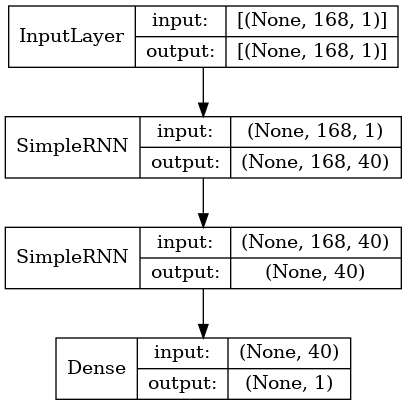 InputLayer
input: [(None, 168, 1)]
output: [(None, 168, 1)]
SimpleRNN
input: (None, 168, 1)
output: (None, 168, 40)
SimpleRNN
input: (None, 168, 40)
output: (None, 40)
Dense
input: (None, 40)
output: (None, 1)